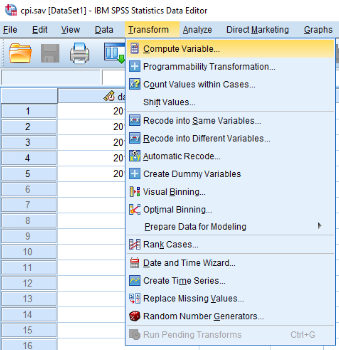 cpi.sav [DataSet1] - IBM SPSS Statistics Data Editor
File Edit View Data Transform Analyze Direct Marketing Graphs
Compute Variable...
Programmability Transformation...
Count Values within Cases...
Shift Values...
Recode into Same Variables...
Recode into Different Variables...
Automatic Recode...
Create Dummy Variables
Visual Binning...
Optimal Binning...
Prepare Data for Modeling
Rank Cases...
Date and Time Wizard...
Create Time Series...
Replace Missing Values...
Random Number Generators...
Run Pending Transforms Ctrl+G
da
1 20
2 20
3 20
4 20
5 20
6
7
8
9
10
11
12
13
14
15
16